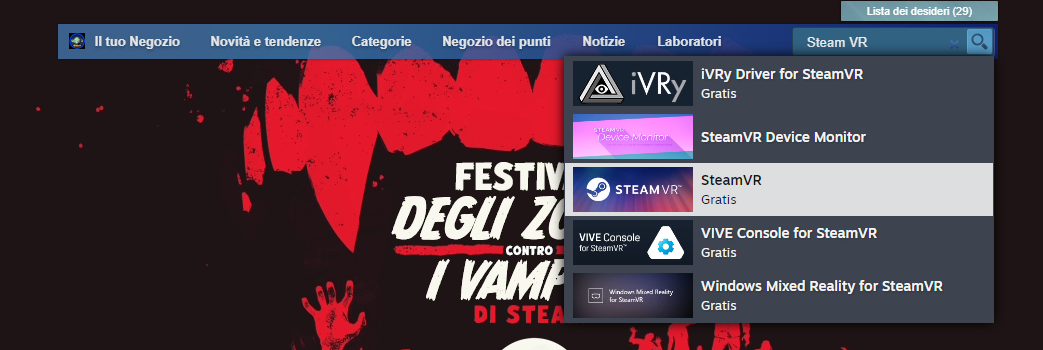 Lista dei desideri (29)
Il tuo Negozio Novità e tendenze Categorie Negozio dei punti Notizie Laboratori Steam VR
iVRy iVRy Driver for SteamVR
Gratis
STEAMVR
Device Monitor SteamVR Device Monitor
STEAMVR™ SteamVR
Gratis
VIVE Console
for SteamVR™ VIVE Console for SteamVR
Gratis
Windows Mixed Reality
for SteamVR Windows Mixed Reality for SteamVR
Gratis
FESTIV
DEGLI ZO
CONTRO
I VAMP
DI STEA